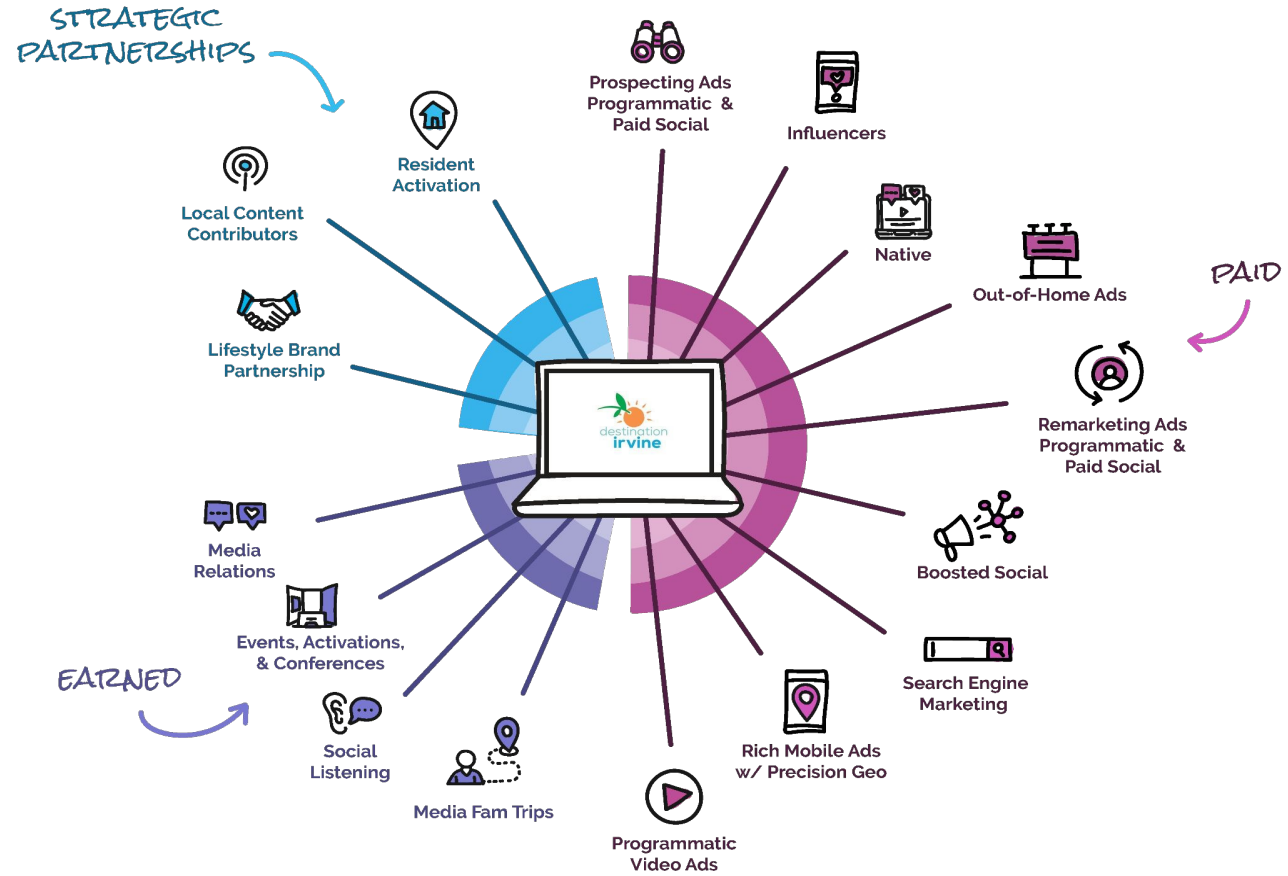 STRATEGIC
PARTNERSHIPS
Resident
Activation
Local Content
Contributors
Lifestyle Brand
Partnership
Prospecting Ads
Programmatic &
Paid Social
Influencers
Native
Out-of-Home Ads
PAID
Remarketing Ads
Programmatic &
Paid Social
Boosted Social
Search Engine
Marketing
Rich Mobile Ads
w/ Precision Geo
Programmatic
Video Ads
destination
irvine
EARNED
Media
Relations
Events, Activations,
& Conferences
Social
Listening
Media Fam Trips